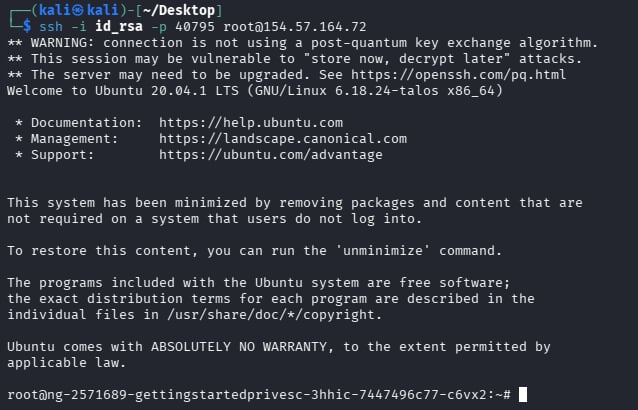 ┌──(kali㉿kali)-[~/Desktop]
└─$ ssh -i id_rsa -p 40795 root@154.57.164.72
** WARNING: connection is not using a post-quantum key exchange algorithm.
** This session may be vulnerable to "store now, decrypt later" attacks.
** The server may need to be upgraded. See https://openssh.com/pq.html
Welcome to Ubuntu 20.04.1 LTS (GNU/Linux 6.18.24-talos x86_64)

 * Documentation:  https://help.ubuntu.com
 * Management:     https://landscape.canonical.com
 * Support:        https://ubuntu.com/advantage

This system has been minimized by removing packages and content that are
not required on a system that users do not log into.

To restore this content, you can run the 'unminimize' command.

The programs included with the Ubuntu system are free software;
the exact distribution terms for each program are described in the
individual files in /usr/share/doc/*/copyright.

Ubuntu comes with ABSOLUTELY NO WARRANTY, to the extent permitted by
applicable law.

root@ng-2571689-gettingstartedprivesc-3hhic-7447496c77-c6vx2:~#